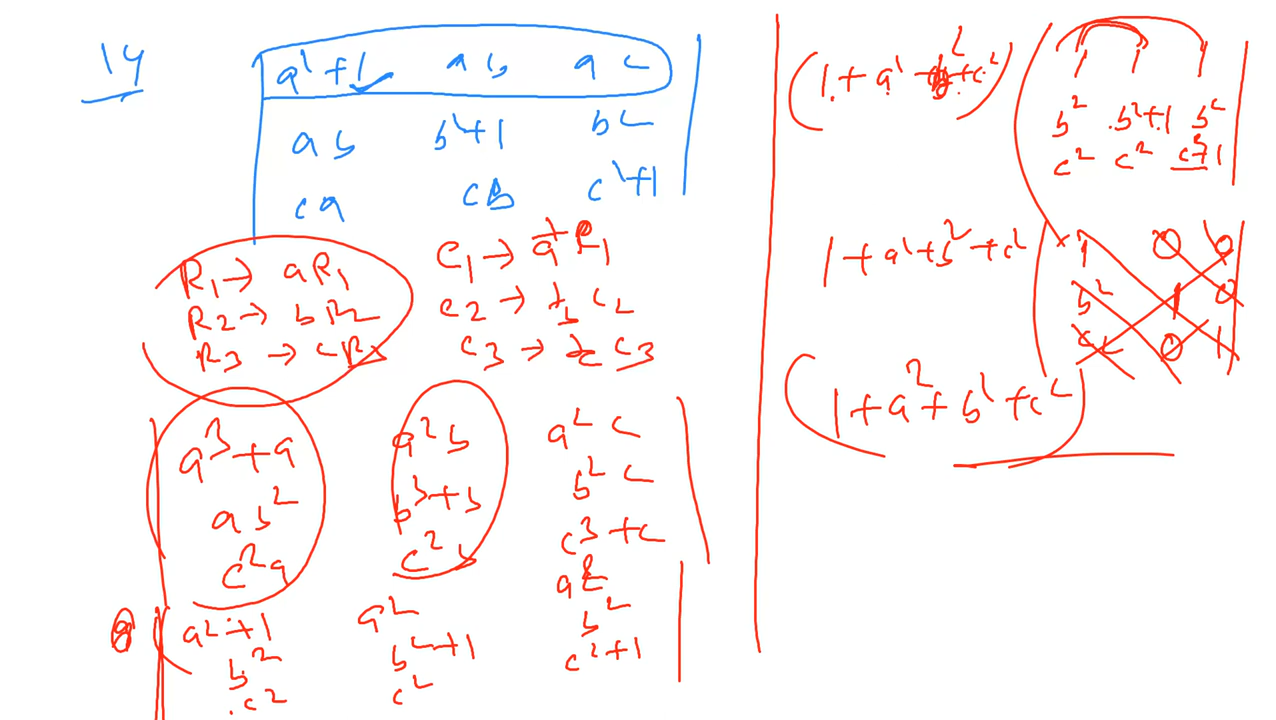 14
a²+1 ab ac
ab b²+1 bc
ca cb c²+1
R1 → aR1
R2 → bR2
R3 → cR3
C1 → 1/a R1
C2 → 1/b C2
C3 → 1/c C3
a³+a a²b a²c
ab² b³+b b²c
c²a c²b c³+c
a²+1 a² a²
b² b²+1 b²
c² c² c²+1
(1+a²+b²+c²) 1 1 1
b² b²+1 b²
c² c² c²+1
1+a²+b²+c² 1 0 0
b² 1 0
c² 0 1
(1+a²+b²+c²)